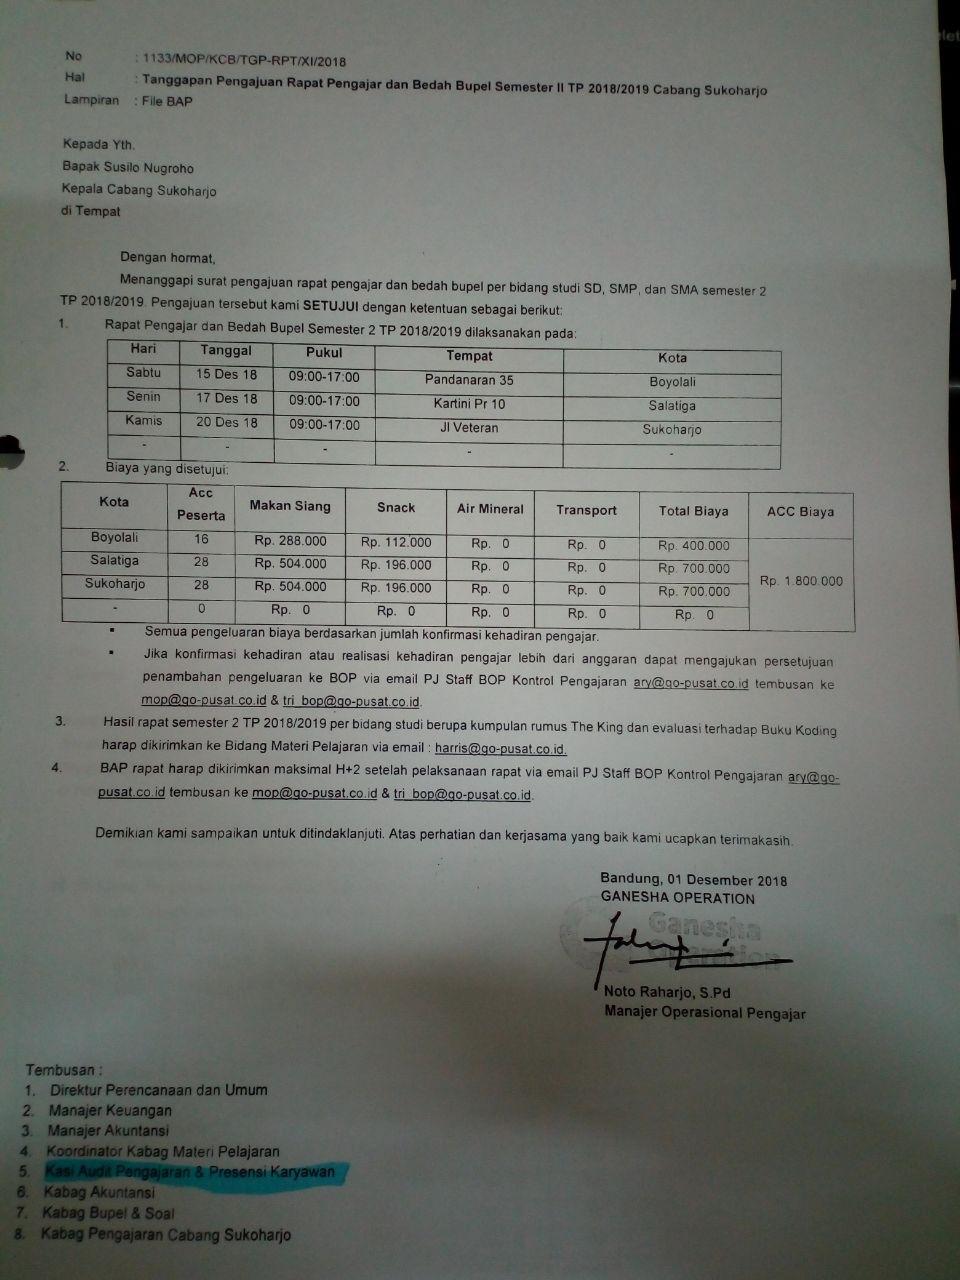 No : 1133/MOP/KCB/TGP-RPT/XI/2018
Hal : Tanggapan Pengajuan Rapat Pengajar dan Bedah Bupel Semester II TP 2018/2019 Cabang Sukoharjo
Lampiran : File BAP
Kepada Yth.
Bapak Susilo Nugroho
Kepala Cabang Sukoharjo
di Tempat
Dengan hormat,
Menanggapi surat pengajuan rapat pengajar dan bedah bupel per bidang studi SD, SMP, dan SMA semester 2
TP 2018/2019. Pengajuan tersebut kami SETUJUI dengan ketentuan sebagai berikut:
1. Rapat Pengajar dan Bedah Bupel Semester 2 TP 2018/2019 dilaksanakan pada:
Hari Tanggal Pukul Tempat Kota
Sabtu 15 Des 18 09:00-17:00 Pandanaran 35 Boyolali
Senin 17 Des 18 09:00-17:00 Kartini Pr 10 Salatiga
Kamis 20 Des 18 09:00-17:00 Jl Veteran Sukoharjo
- - - - -
2. Biaya yang disetujui:
Kota Acc Peserta Makan Siang Snack Air Mineral Transport Total Biaya ACC Biaya
Boyolali 16 Rp. 288.000 Rp. 112.000 Rp. 0 Rp. 0 Rp. 400.000
Salatiga 28 Rp. 504.000 Rp. 196.000 Rp. 0 Rp. 0 Rp. 700.000
Rp. 1.800.000
Sukoharjo 28 Rp. 504.000 Rp. 196.000 Rp. 0 Rp. 0 Rp. 700.000
- 0 Rp. 0 Rp. 0 Rp. 0 Rp. 0 Rp. 0
▪ Semua pengeluaran biaya berdasarkan jumlah konfirmasi kehadiran pengajar.
▪ Jika konfirmasi kehadiran atau realisasi kehadiran pengajar lebih dari anggaran dapat mengajukan persetujuan
penambahan pengeluaran ke BOP via email PJ Staff BOP Kontrol Pengajaran ary@go-pusat.co.id tembusan ke
mop@go-pusat.co.id & tri_bop@go-pusat.co.id.
3. Hasil rapat semester 2 TP 2018/2019 per bidang studi berupa kumpulan rumus The King dan evaluasi terhadap Buku Koding
harap dikirimkan ke Bidang Materi Pelajaran via email : harris@go-pusat.co.id.
4. BAP rapat harap dikirimkan maksimal H+2 setelah pelaksanaan rapat via email PJ Staff BOP Kontrol Pengajaran ary@go-
pusat.co.id tembusan ke mop@go-pusat.co.id & tri_bop@go-pusat.co.id.
Demikian kami sampaikan untuk ditindaklanjuti. Atas perhatian dan kerjasama yang baik kami ucapkan terimakasih.
Bandung, 01 Desember 2018
GANESHA OPERATION
Ganesha
Operation
Noto Raharjo, S.Pd
Manajer Operasional Pengajar
Tembusan :
1. Direktur Perencanaan dan Umum
2. Manajer Keuangan
3. Manajer Akuntansi
4. Koordinator Kabag Materi Pelajaran
5. Kasi Audit Pengajaran & Presensi Karyawan
6. Kabag Akuntansi
7. Kabag Bupel & Soal
8. Kabag Pengajaran Cabang Sukoharjo